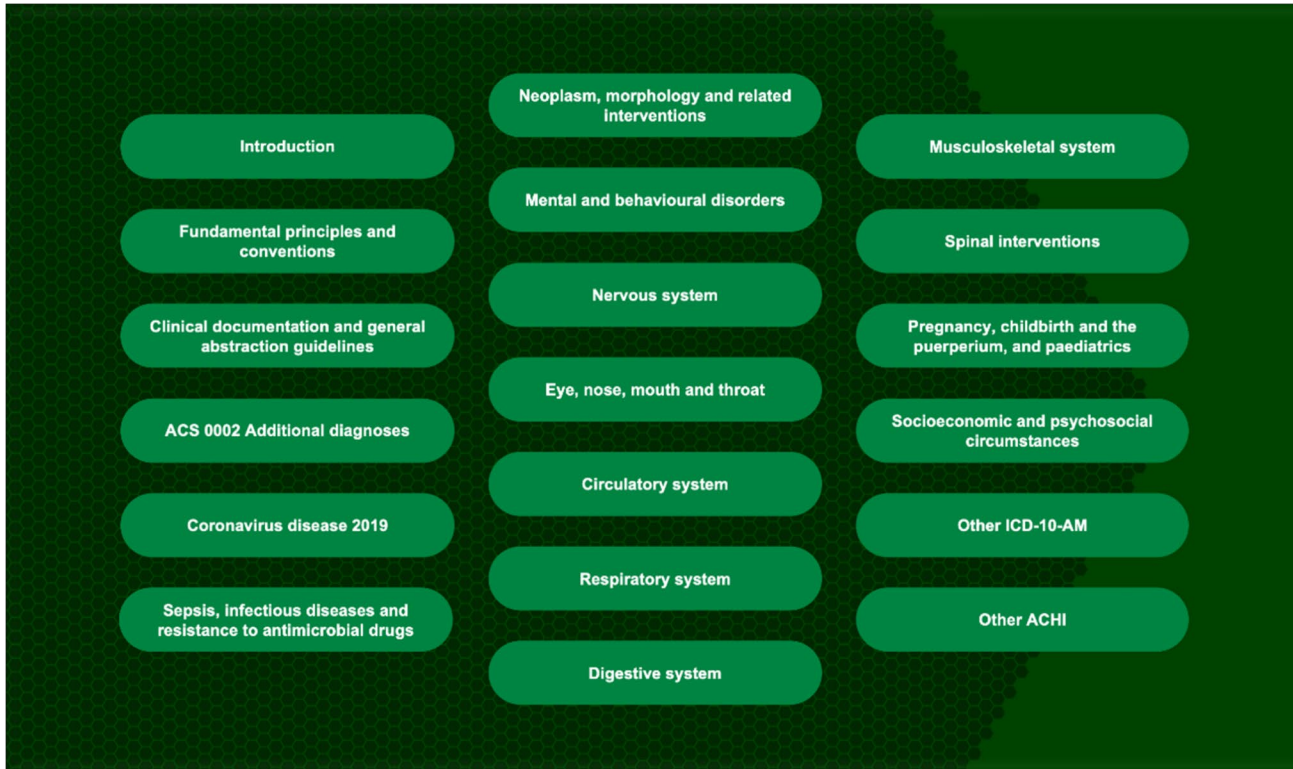 Introduction
Fundamental principles and
conventions
Clinical documentation and general
abstraction guidelines
ACS 0002 Additional diagnoses
Coronavirus disease 2019
Sepsis, infectious diseases and
resistance to antimicrobial drugs
Neoplasm, morphology and related
interventions
Mental and behavioural disorders
Nervous system
Eye, nose, mouth and throat
Circulatory system
Respiratory system
Digestive system
Musculoskeletal system
Spinal interventions
Pregnancy, childbirth and the
puerperium, and paediatrics
Socioeconomic and psychosocial
circumstances
Other ICD-10-AM
Other ACHI